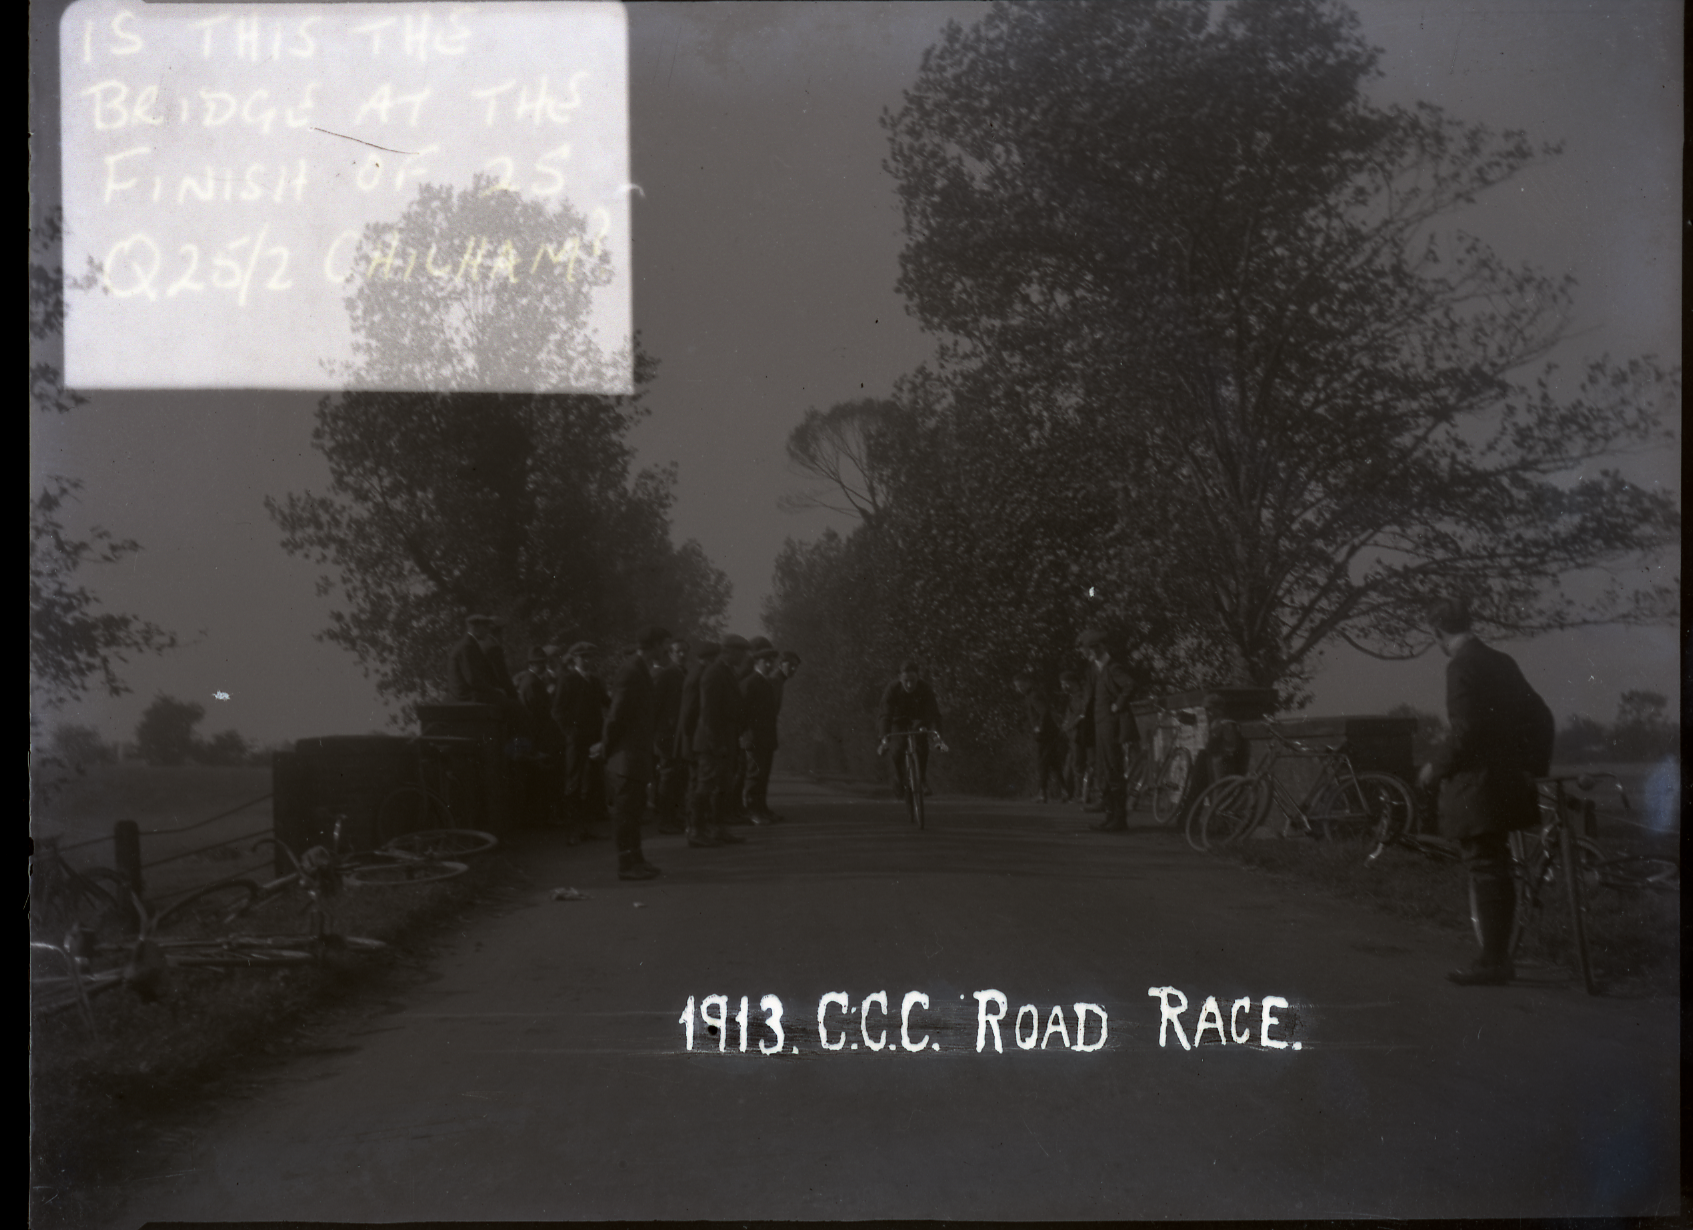 IS THIS THE
BRIDGE AT THE
FINISH OF 25
Q25/2 CHILHAM?
1913. C.C.C. ROAD RACE.